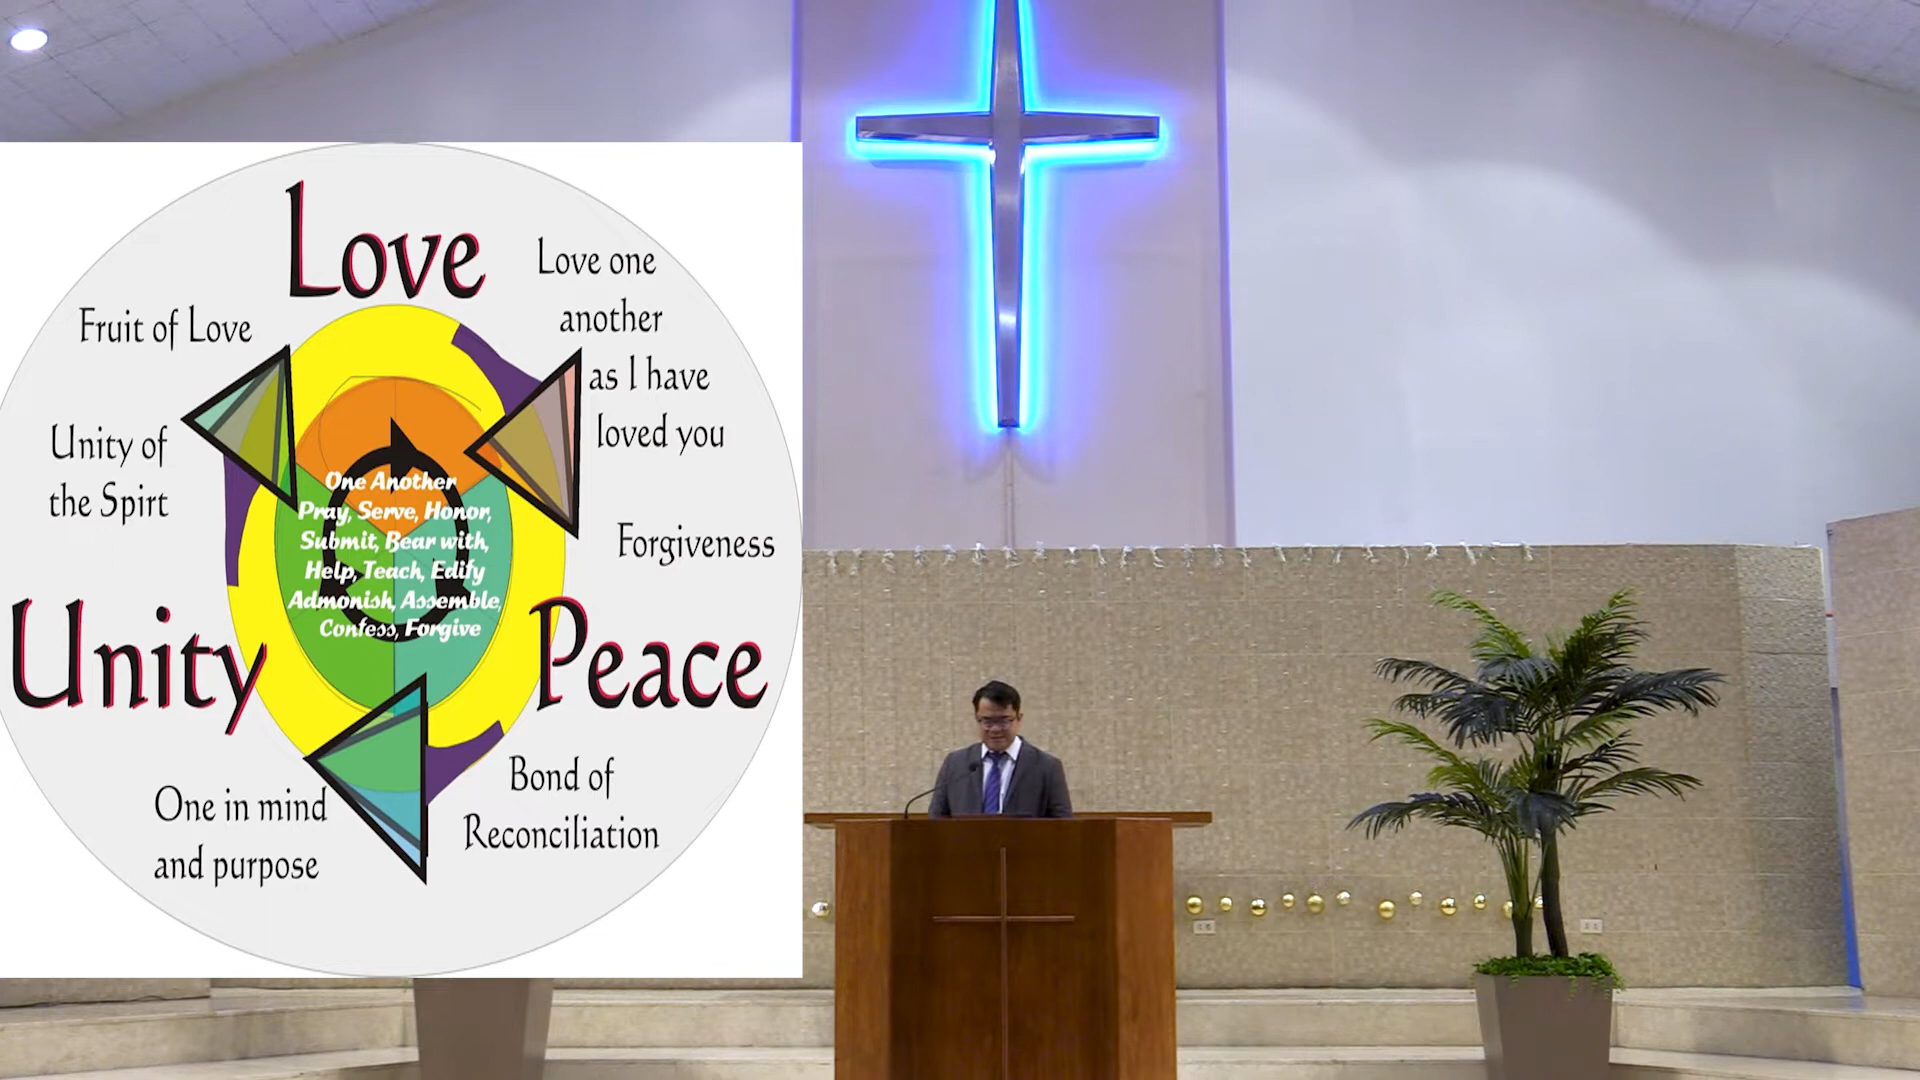 Love
Love one
another
as I have
loved you
Fruit of Love
Unity of
the Spirt
One Another
Pray, Serve, Honor,
Submit, Bear with,
Help, Teach, Edify
Admonish, Assemble,
Confess, Forgive
Forgiveness
Unity
Peace
One in mind
and purpose
Bond of
Reconciliation